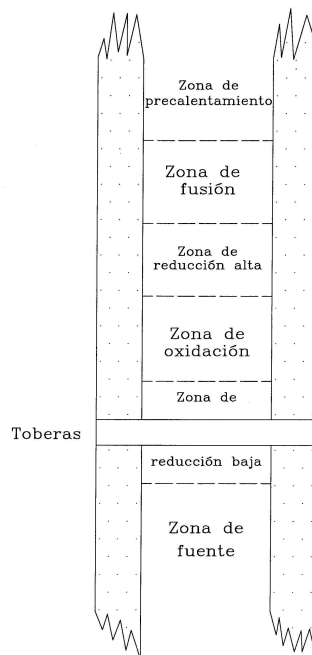 Zona de
precalentamiento
Zona de
fusión
Zona de
reducción alta
Zona de
oxidación
Zona de
Toberas
reducción baja
Zona de
fuente